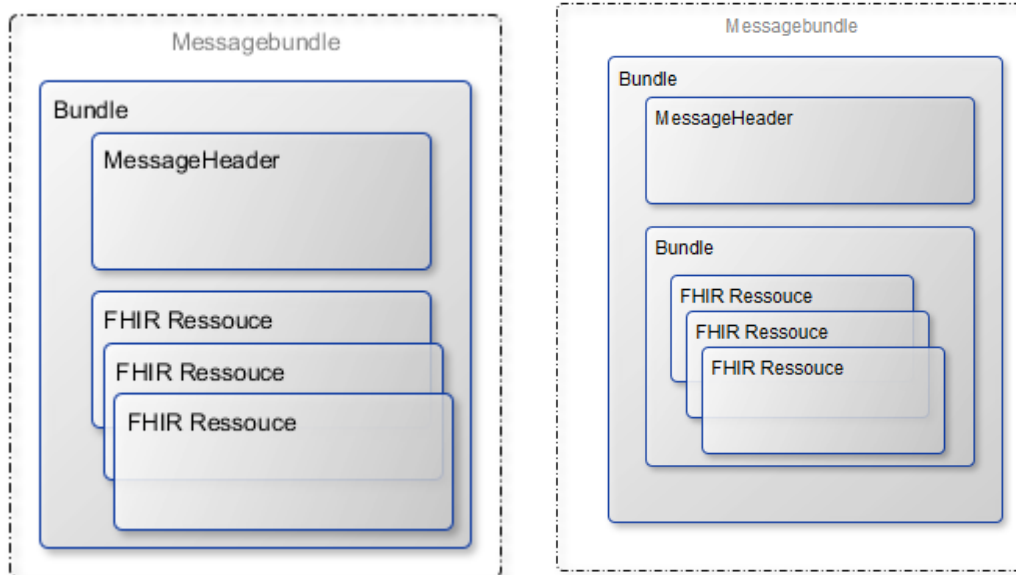 Messagebundle
Bundle
MessageHeader
FHIR Ressouce
FHIR Ressouce
FHIR Ressouce
Messagebundle
Bundle
MessageHeader
Bundle
FHIR Ressouce
FHIR Ressouce
FHIR Ressouce